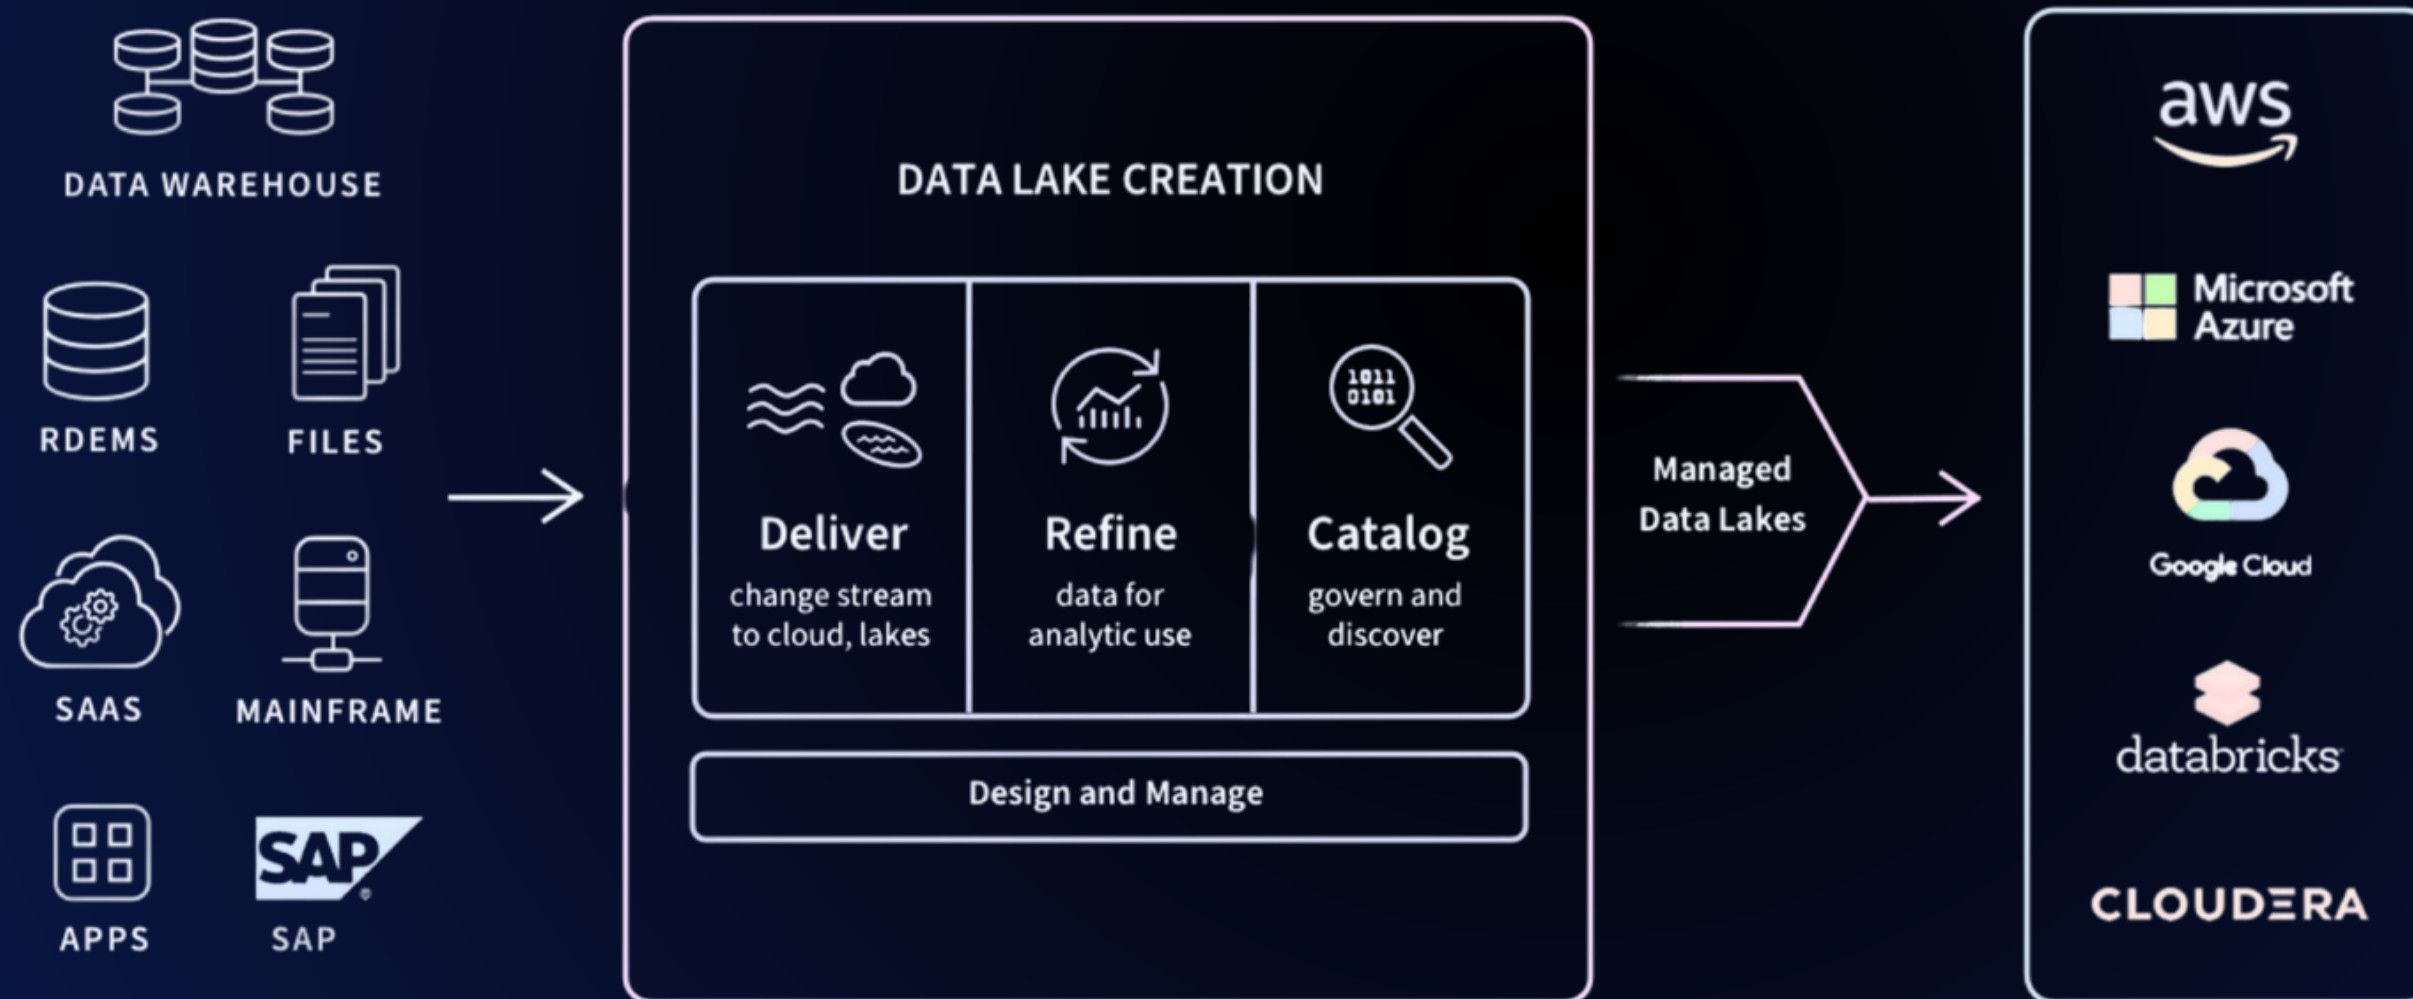 DATA WAREHOUSE
RDEMS
FILES
SAAS
MAINFRAME
APPS
SAP
SAP
DATA LAKE CREATION
1011
0101
Deliver
change stream
to cloud, lakes
Refine
data for
analytic use
Catalog
govern and
discover
Design and Manage
Managed
Data Lakes
aws
Microsoft
Azure
Google Cloud
databricks
CLOUDERA